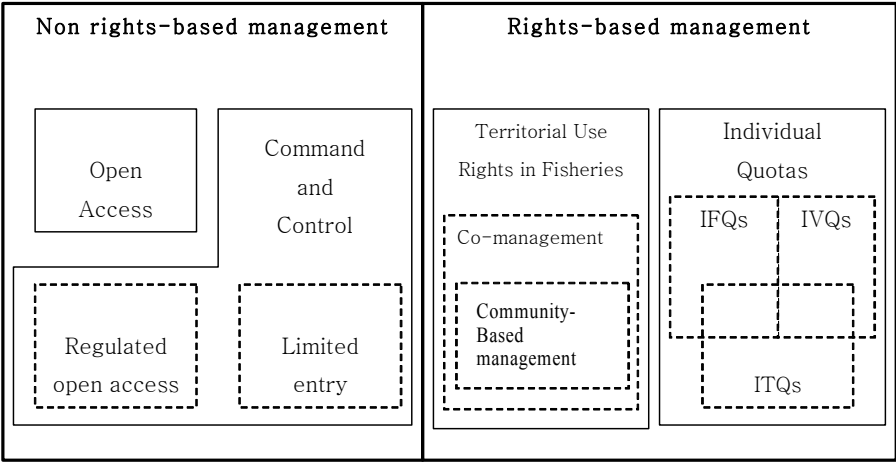 Non rights-based management
Open
Access
Command
and
Control
Regulated
open access
Limited
entry
Rights-based management
Territorial Use
Rights in Fisheries
Co-management
Community-
Based
management
Individual
Quotas
IFQs
IVQs
ITQs